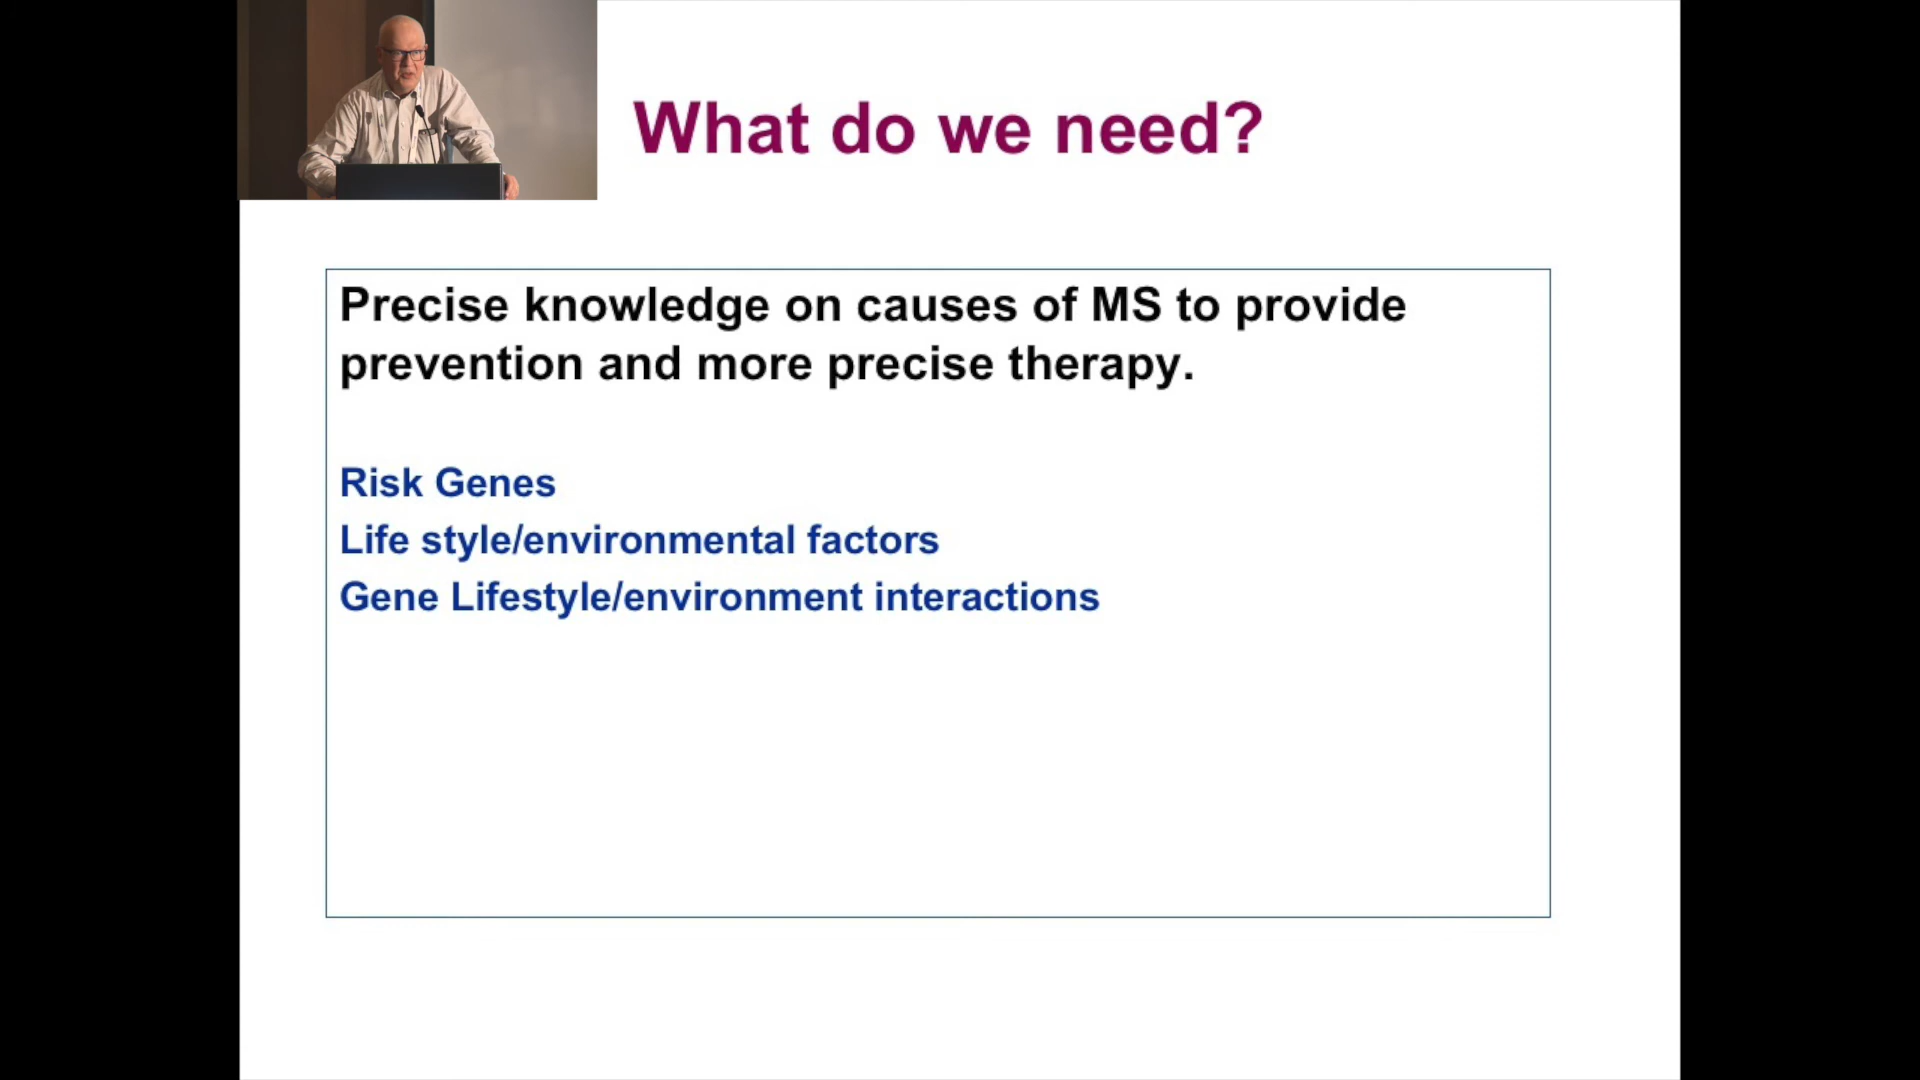 What do we need?
Precise knowledge on causes of MS to provide
prevention and more precise therapy.
Risk Genes
Life style/environmental factors
Gene Lifestyle/environment interactions